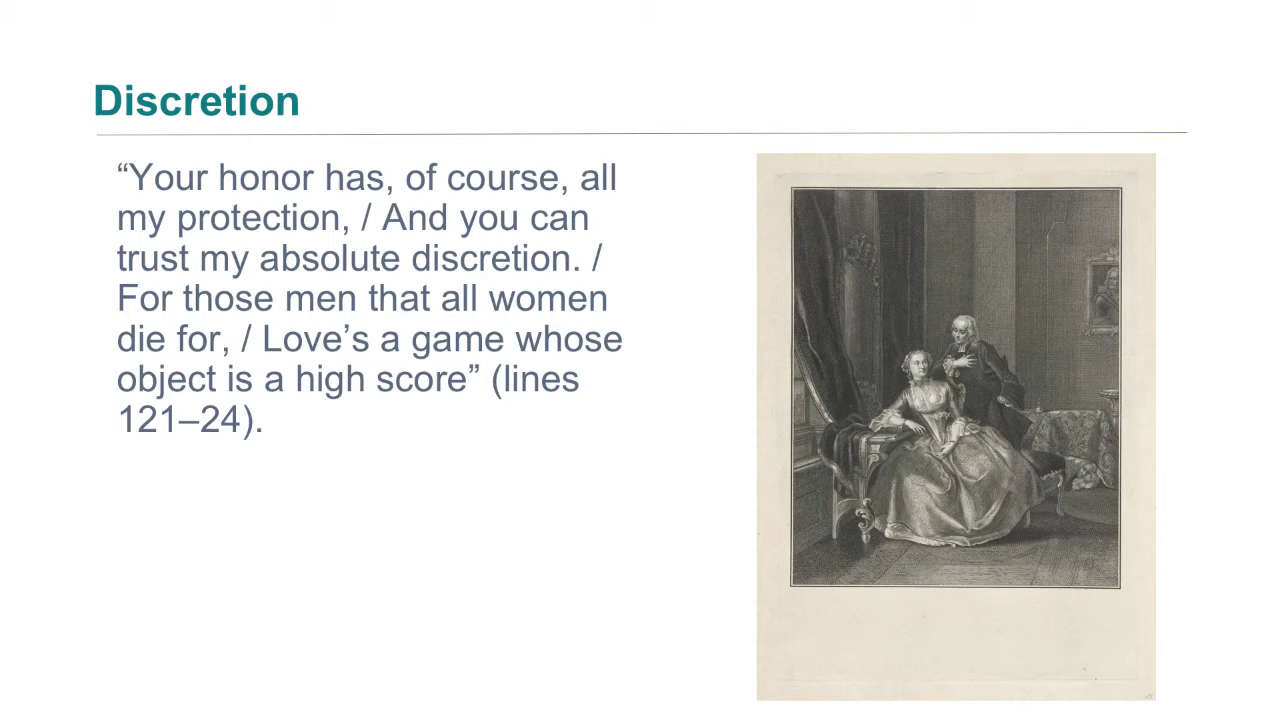 Discretion
“Your honor has, of course, all
my protection, / And you can
trust my absolute discretion. /
For those men that all women
die for, / Love’s a game whose
object is a high score” (lines
121–24).